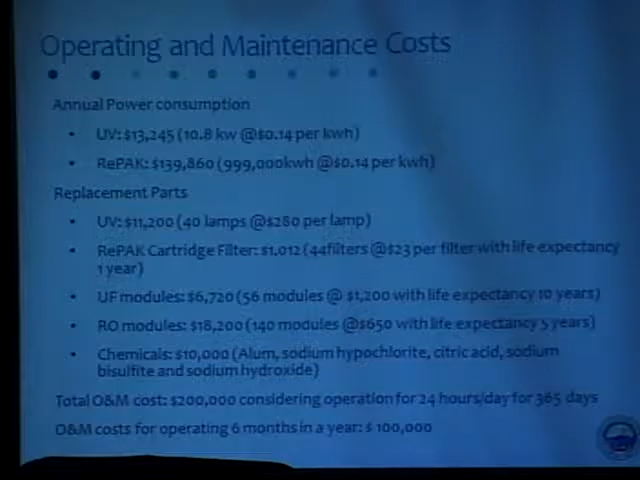 Operating and Maintenance Costs
Annual Power consumption
• UV: $13,245 (10.8 kw @$0.14 per kwh)
• RePAK: $139,860 (999,000kwh @$0.14 per kwh)
Replacement Parts
• UV: $11,200 (40 lamps @$280 per lamp)
• RePAK Cartridge Filter: $1,012 (44filters @$23 per filter with life expectancy
1 year)
• UF modules: $6,720 (56 modules @ $1,200 with life expectancy 10 years)
• RO modules: $18,200 (140 modules @$650 with life expectancy 5 years)
• Chemicals: $10,000 (Alum, sodium hypochlorite, citric acid, sodium
bisulfite and sodium hydroxide)
Total O&M cost: $200,000 considering operation for 24 hours/day for 365 days
O&M costs for operating 6 months in a year: $ 100,000